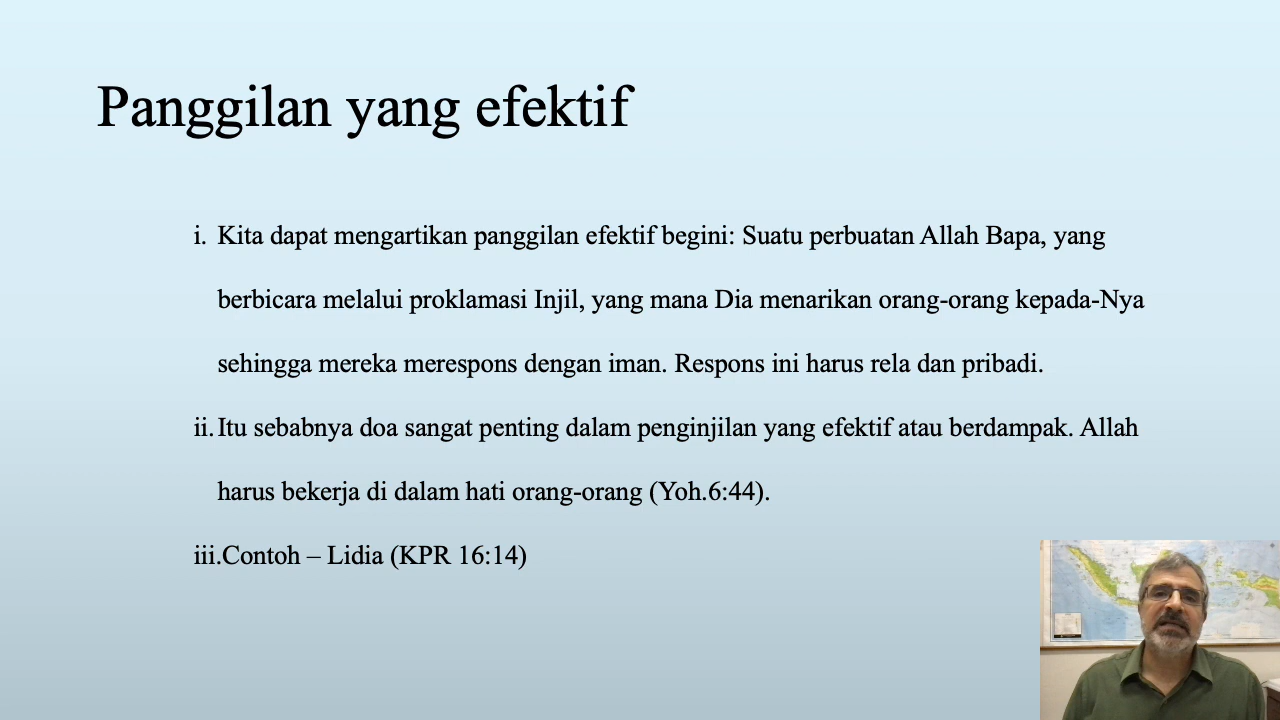 Panggilan yang efektif
i. Kita dapat mengartikan panggilan efektif begini: Suatu perbuatan Allah Bapa, yang
berbicara melalui proklamasi Injil, yang mana Dia menarikan orang-orang kepada-Nya
sehingga mereka merespons dengan iman. Respons ini harus rela dan pribadi.
ii. Itu sebabnya doa sangat penting dalam penginjilan yang efektif atau berdampak. Allah
harus bekerja di dalam hati orang-orang (Yoh.6:44).
iii.Contoh – Lidia (KPR 16:14)